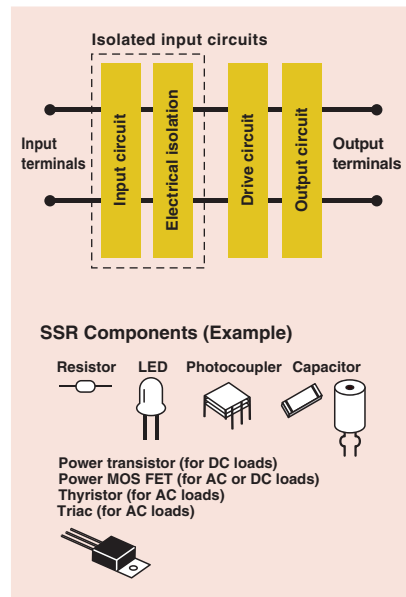 Isolated input circuits
Input
terminals
Input circuit
Electrical isolation
Drive circuit
Output circuit
Output
terminals
SSR Components (Example)
Resistor LED Photocoupler Capacitor
Power transistor (for DC loads)
Power MOS FET (for AC or DC loads)
Thyristor (for AC loads)
Triac (for AC loads)